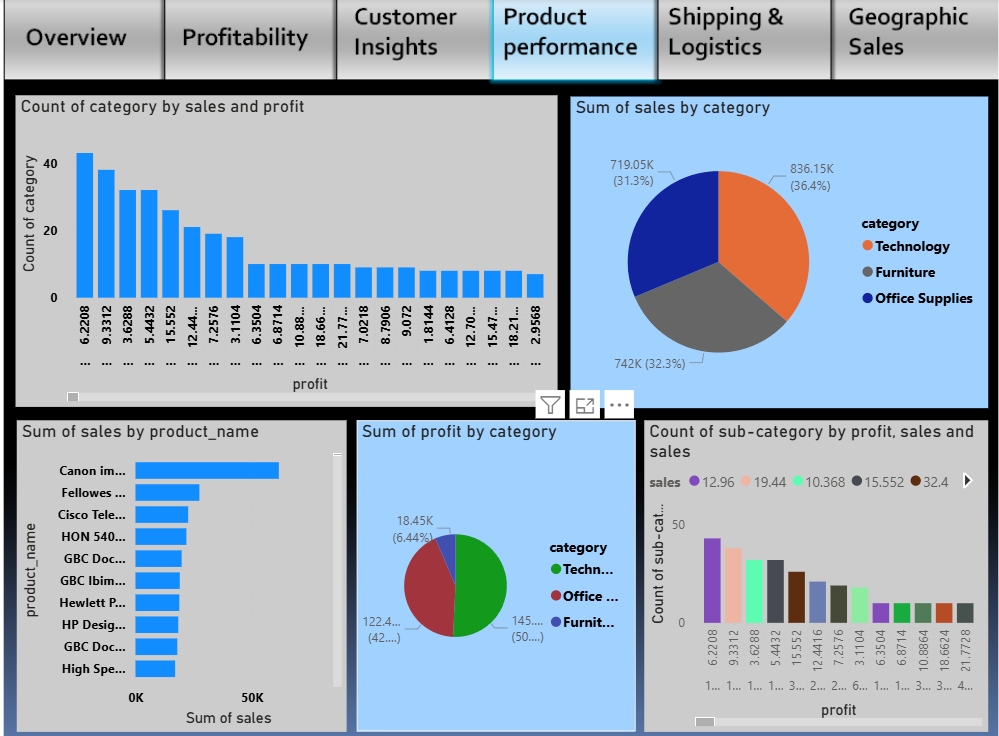 Overview
Profitability
Customer
Insights
Product
performance
Shipping &
Logistics
Geographic
Sales
Count of category by sales and profit
Count of category
40
20
0
6.2208
9.3312
3.6288
5.4432
15.552
12.44...
7.2576
3.1104
6.3504
6.8714
10.88...
18.66...
21.77...
7.0218
8.7906
9.072
1.8144
6.4128
12.70...
15.47...
18.21...
2.9568
... ... ... ... ... ... ... ... ... ... ... ... ... ... ... ... ... ... ... ... ... ...
profit
Sum of sales by category
719.05K
(31.3%)
836.15K
(36.4%)
742K (32.3%)
category
Technology
Furniture
Office Supplies
Sum of sales by product_name
product_name
Canon im...
Fellowes ...
Cisco Tele...
HON 540...
GBC Doc...
GBC Ibim...
Hewlett P...
HP Desig...
GBC Doc...
High Spe...
0K 50K
Sum of sales
Sum of profit by category
18.45K
(6.44%)
122.4...
(42....)
145....
(50....)
category
Techn...
Office ...
Furnit...
Count of sub-category by profit, sales and
sales
sales 12.96 19.44 10.368 15.552 32.4
Count of sub-cat...
50
0
6.2208
9.3312
3.6288
5.4432
15.552
12.4416
7.2576
3.1104
6.3504
6.8714
10.8864
18.6624
21.7728
1... 1... 1... 1... 3... 2... 2... 6... 1... 1... 3... 3... 4...
profit